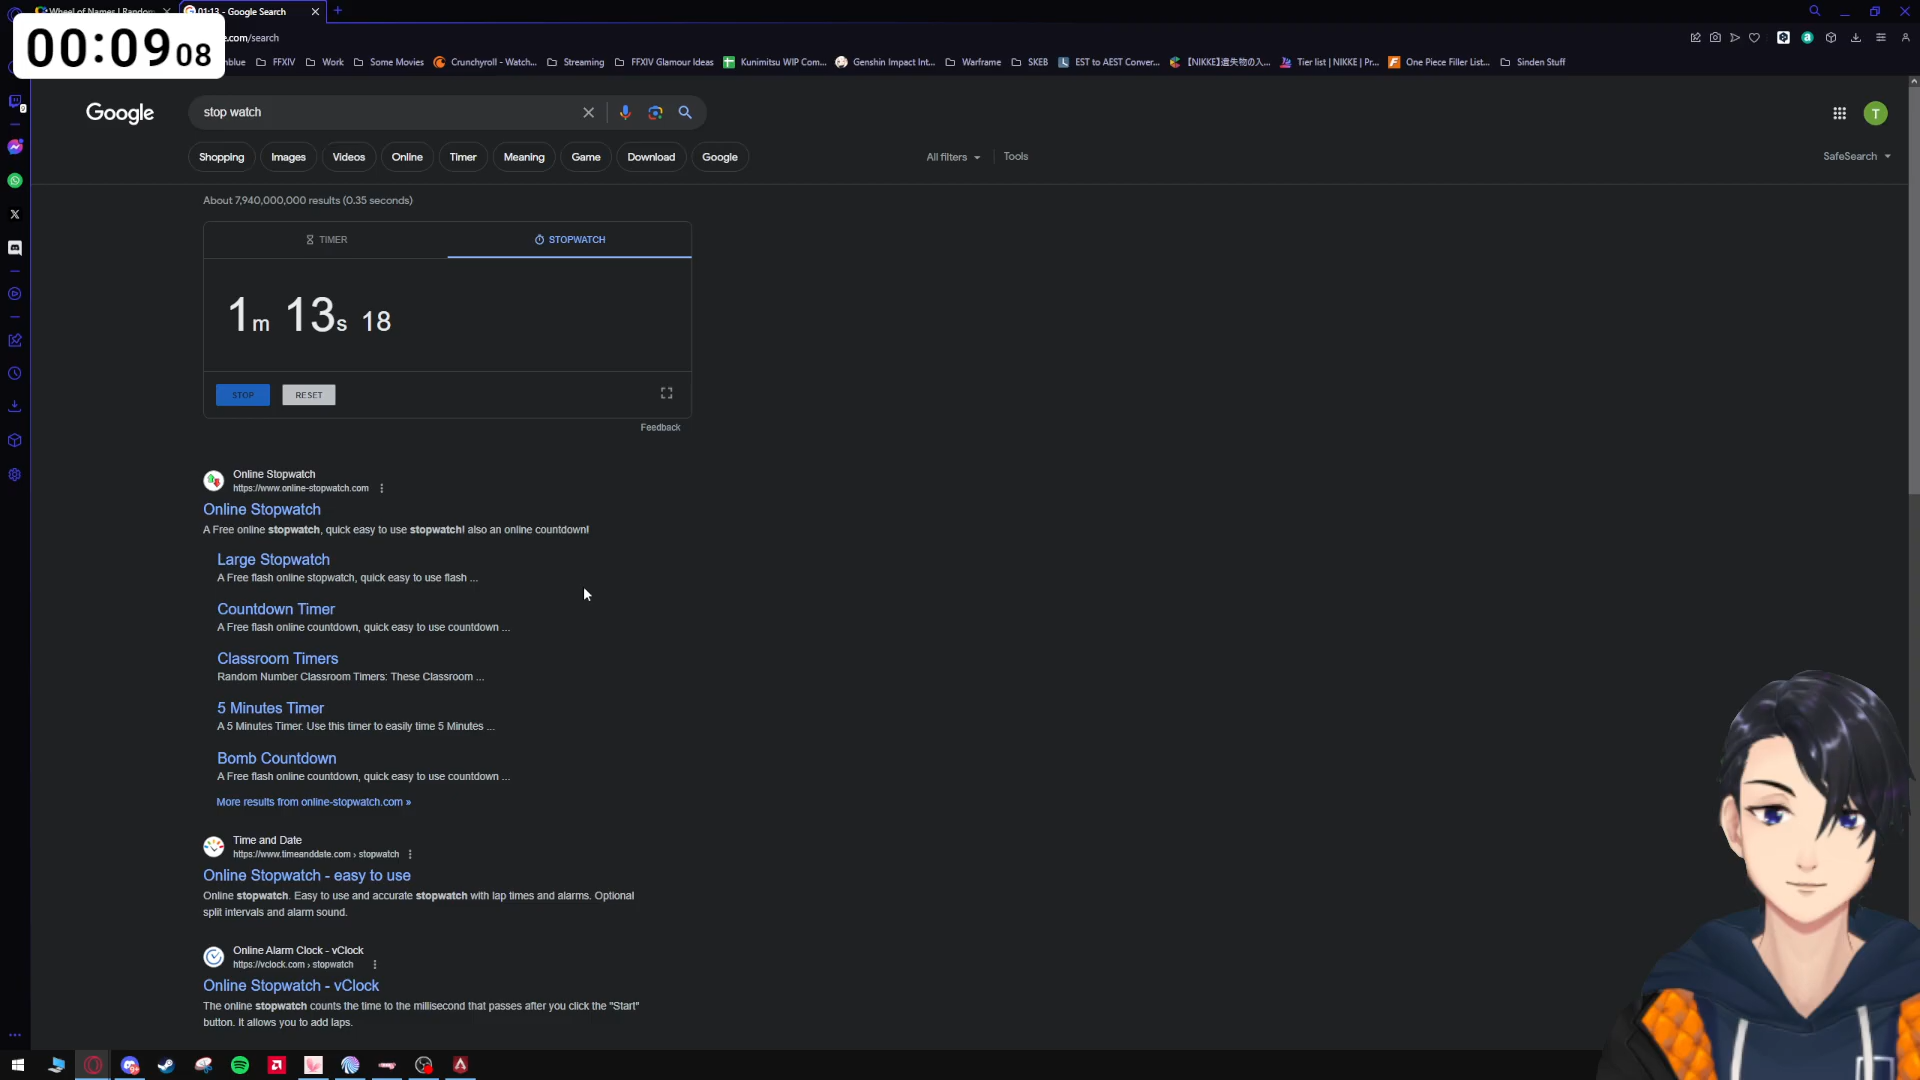 Wheel of Names | Random
01:13 - Google Search
00:09 08
e.com/search
nblue
FFXIV
Work
Some Movies
Crunchyroll - Watch...
Streaming
FFXIV Glamour Ideas
Kunimitsu WIP Com...
Genshin Impact Int...
Warframe
SKEB
EST to AEST Conver...
【NIKKE】遺失物の入...
Tier list | NIKKE | Pr...
One Piece Filler List...
Sinden Stuff
Google
stop watch
T
Shopping
Images
Videos
Online
Timer
Meaning
Game
Download
Google
All filters
Tools
SafeSearch
About 7,940,000,000 results (0.35 seconds)
TIMER
STOPWATCH
1m 13s 18
STOP
RESET
Feedback
Online Stopwatch
https://www.online-stopwatch.com
Online Stopwatch
A Free online stopwatch, quick easy to use stopwatch! also an online countdown!
Large Stopwatch
A Free flash online stopwatch, quick easy to use flash ...
Countdown Timer
A Free flash online countdown, quick easy to use countdown ...
Classroom Timers
Random Number Classroom Timers: These Classroom ...
5 Minutes Timer
A 5 Minutes Timer. Use this timer to easily time 5 Minutes ...
Bomb Countdown
A Free flash online countdown, quick easy to use countdown ...
More results from online-stopwatch.com »
Time and Date
https://www.timeanddate.com › stopwatch
Online Stopwatch - easy to use
Online stopwatch. Easy to use and accurate stopwatch with lap times and alarms. Optional
split intervals and alarm sound.
Online Alarm Clock - vClock
https://vclock.com › stopwatch
Online Stopwatch - vClock
The online stopwatch counts the time to the millisecond that passes after you click the "Start"
button. It allows you to add laps.